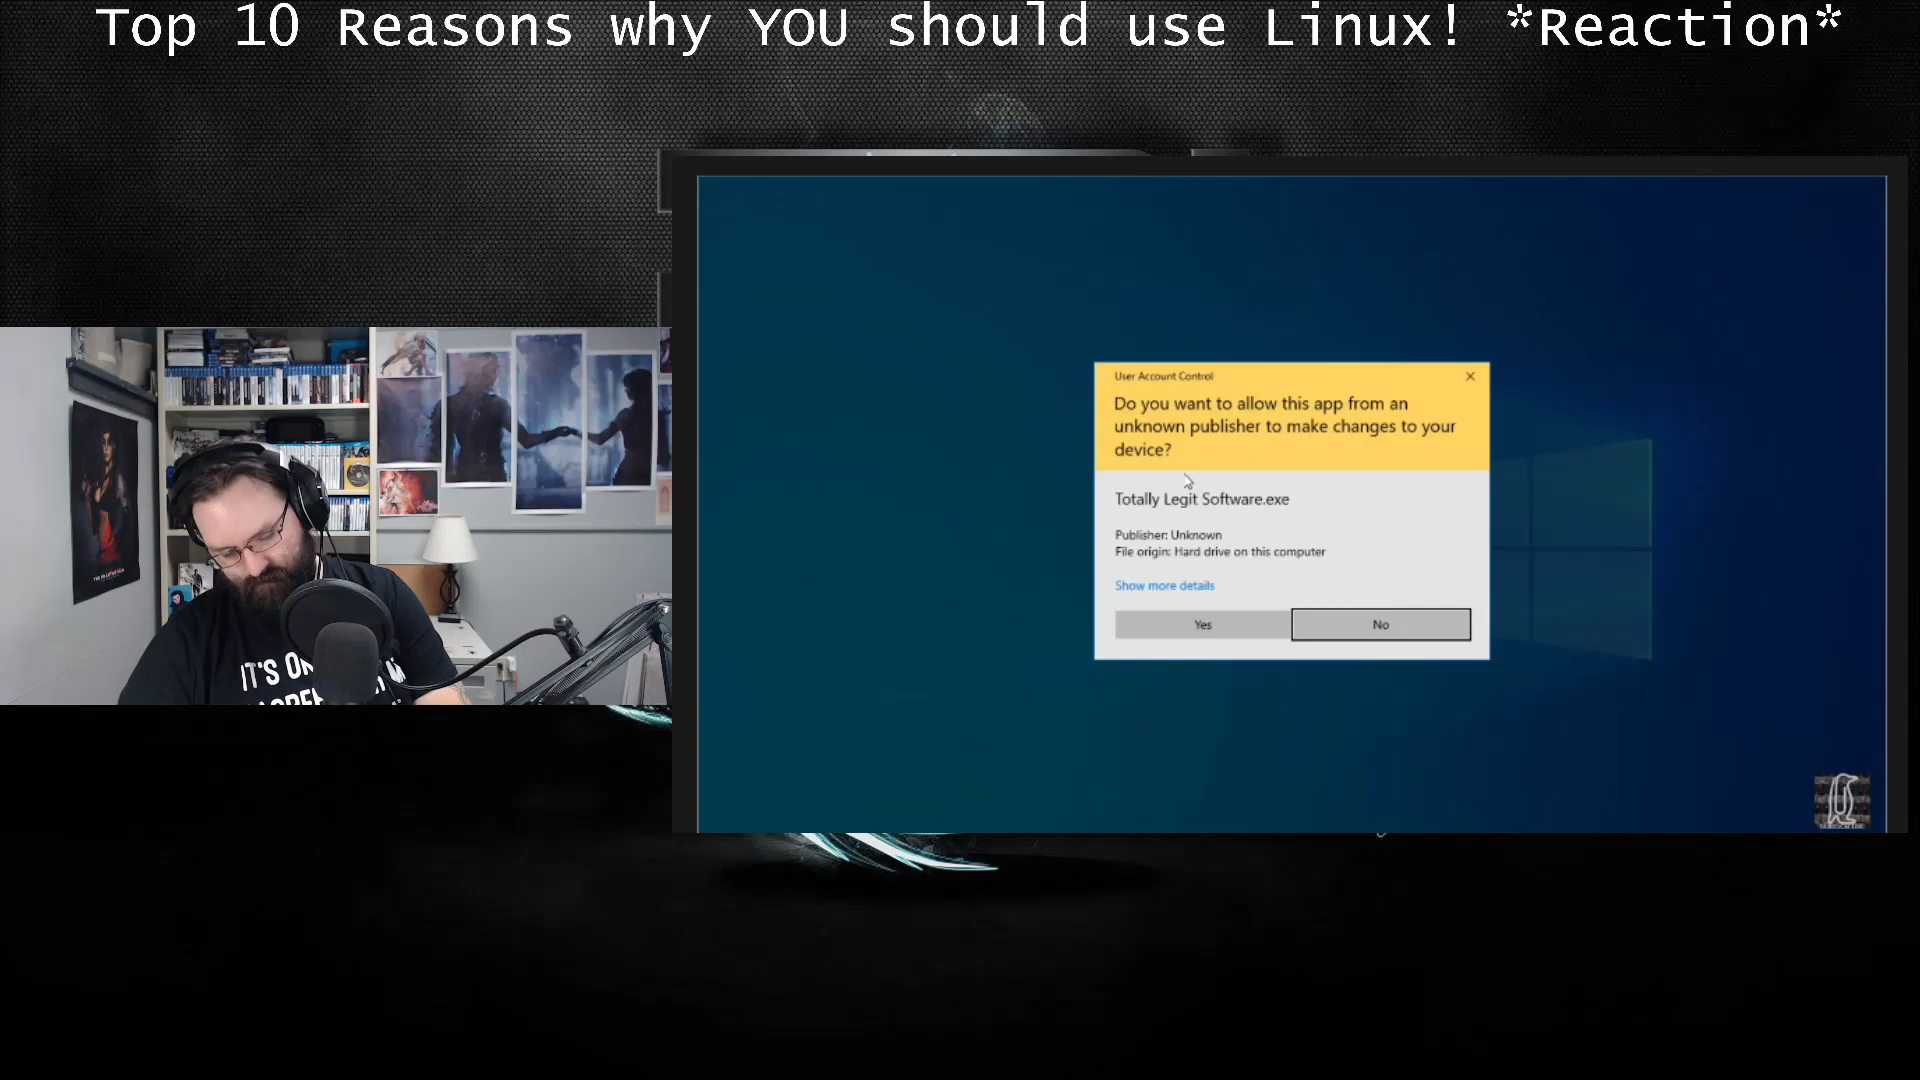 Top 10 Reasons why YOU should use Linux! *Reaction*
User Account Control
Do you want to allow this app from an
unknown publisher to make changes to your
device?
Totally Legit Software.exe
Publisher: Unknown
File origin: Hard drive on this computer
Show more details
Yes
No
IT'S